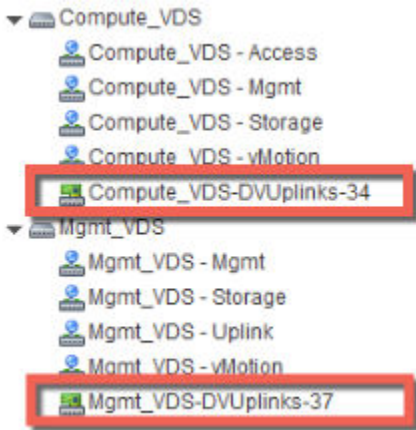 Compute_VDS
Compute_VDS - Access
Compute_VDS - Mgmt
Compute_VDS - Storage
Compute_VDS - vMotion
Compute_VDS-DVUplinks-34
Mgmt_VDS
Mgmt_VDS - Mgmt
Mgmt_VDS - Storage
Mgmt_VDS - Uplink
Mgmt_VDS - vMotion
Mgmt_VDS-DVUplinks-37